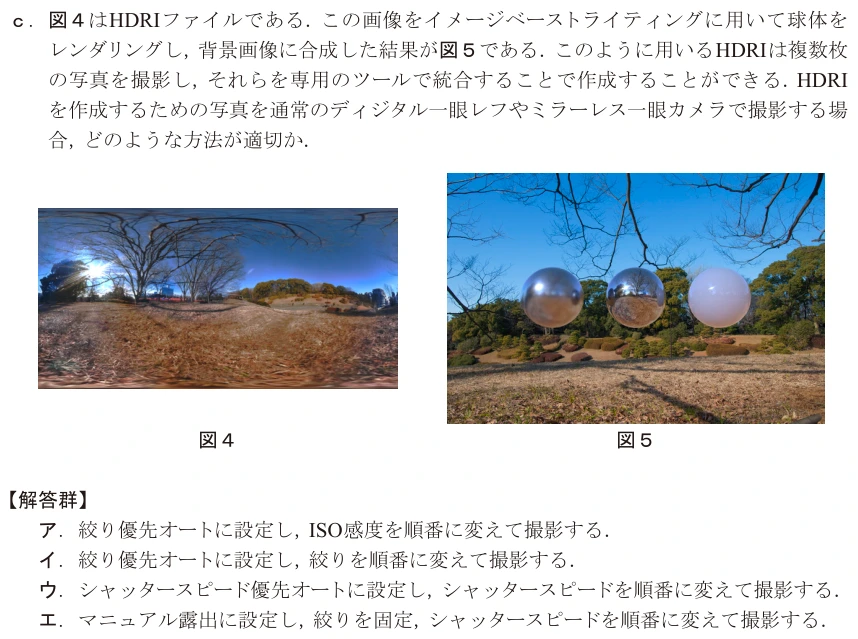 c．図4はHDRIファイルである．この画像をイメージベーストライティングに用いて球体を
レンダリングし，背景画像に合成した結果が図5である．このように用いるHDRIは複数枚
の写真を撮影し，それらを専用のツールで統合することで作成することができる．HDRI
を作成するための写真を通常のディジタル一眼レフやミラーレス一眼カメラで撮影する場
合，どのような方法が適切か．
図4
図5
【解答群】
ア．絞り優先オートに設定し，ISO感度を順番に変えて撮影する．
イ．絞り優先オートに設定し，絞りを順番に変えて撮影する．
ウ．シャッタースピード優先オートに設定し，シャッタースピードを順番に変えて撮影する．
エ．マニュアル露出に設定し，絞りを固定，シャッタースピードを順番に変えて撮影する．